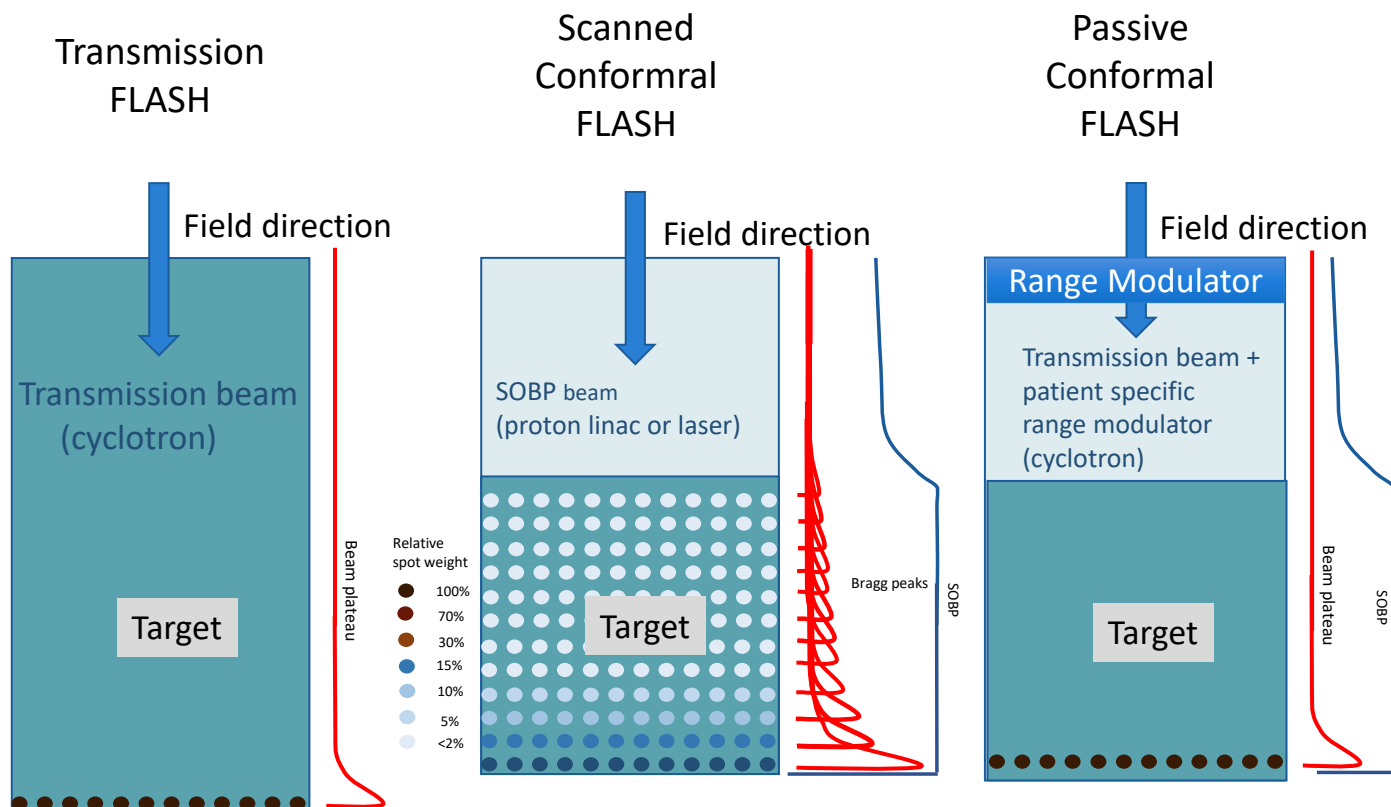 Transmission
FLASH
Field direction
Transmission beam
(cyclotron)
Target
Beam plateau
Scanned
Conformral
FLASH
Field direction
SOBP beam
(proton linac or laser)
Relative
spot weight
100%
70%
30%
15%
10%
5%
<2%
Target
Bragg peaks
SOBP
Passive
Conformal
FLASH
Field direction
Range Modulator
Transmission beam +
patient specific
range modulator
(cyclotron)
Target
Beam plateau
SOBP